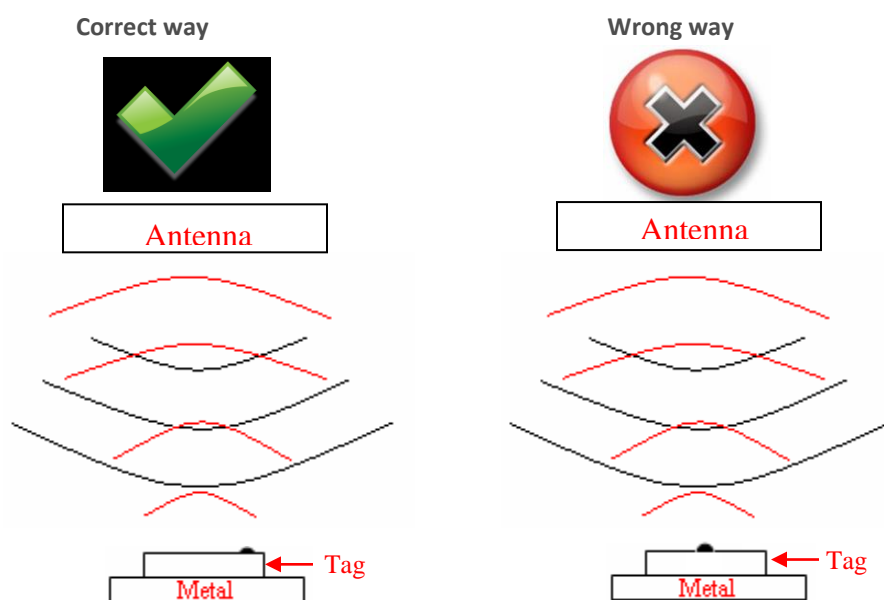 Correct way
Wrong way
Antenna
Antenna
Tag
Tag
Metal
Metal